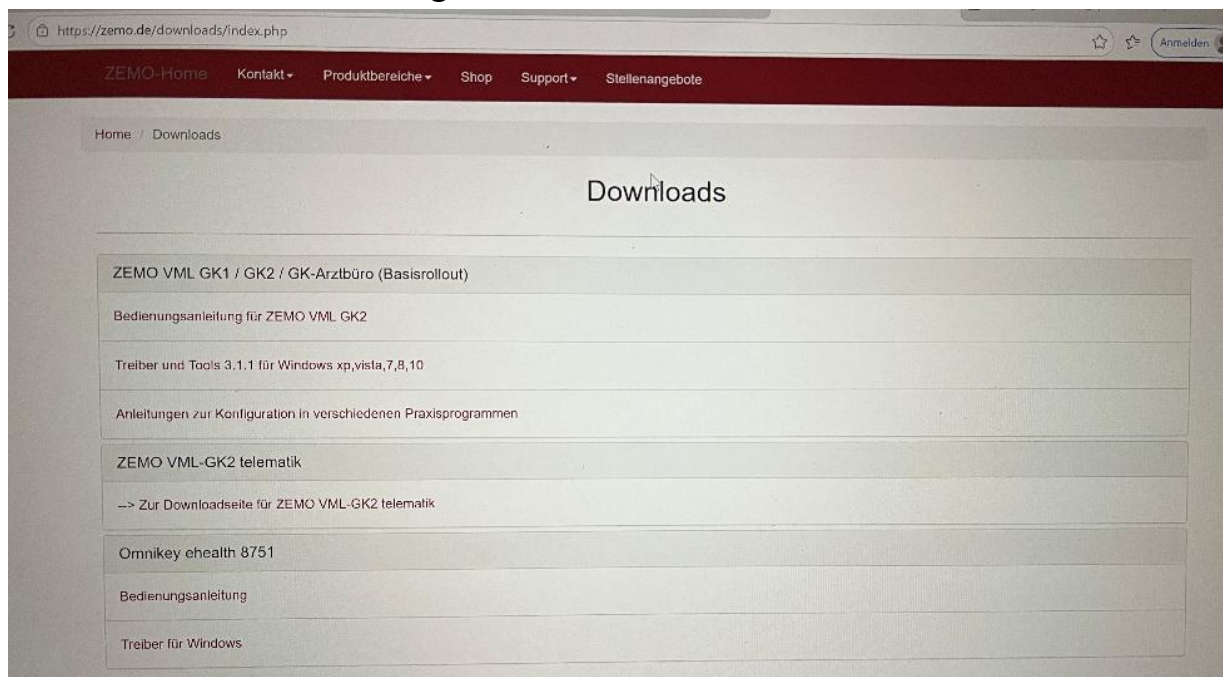 https://zemo.de/downloads/index.php
Anmelden
ZEMO-Home Kontakt Produktbereiche Shop Support Stellenangebote
Home / Downloads
Downloads
ZEMO VML GK1 / GK2 / GK-Arztbüro (Basisrollout)
Bedienungsanleitung für ZEMO VML GK2
Treiber und Tools 3.1.1 für Windows xp,vista,7,8,10
Anleitungen zur Konfiguration in verschiedenen Praxisprogrammen
ZEMO VML-GK2 telematik
--> Zur Downloadseite für ZEMO VML-GK2 telematik
Omnikey ehealth 8751
Bedienungsanleitung
Treiber für Windows